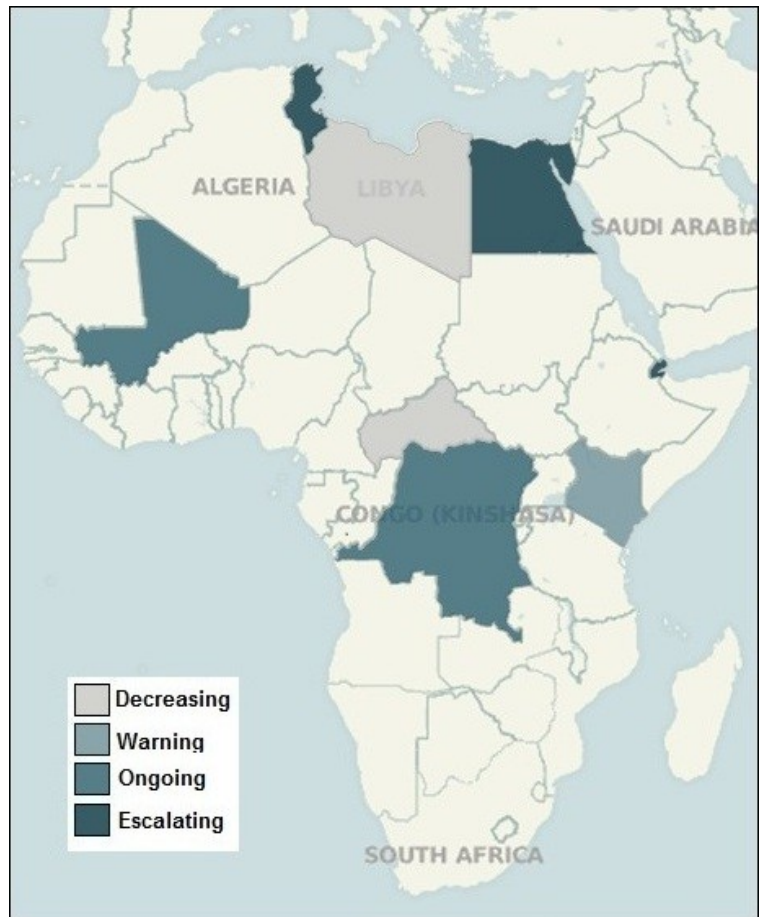 ALGERIA
LIBYA
SAUDI ARABIA
CONGO (KINSHASA)
Decreasing
Warning
Ongoing
Escalating
SOUTH AFRICA